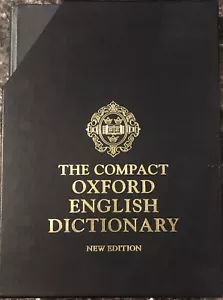 THE COMPACT
OXFORD
ENGLISH
DICTIONARY
NEW EDITION